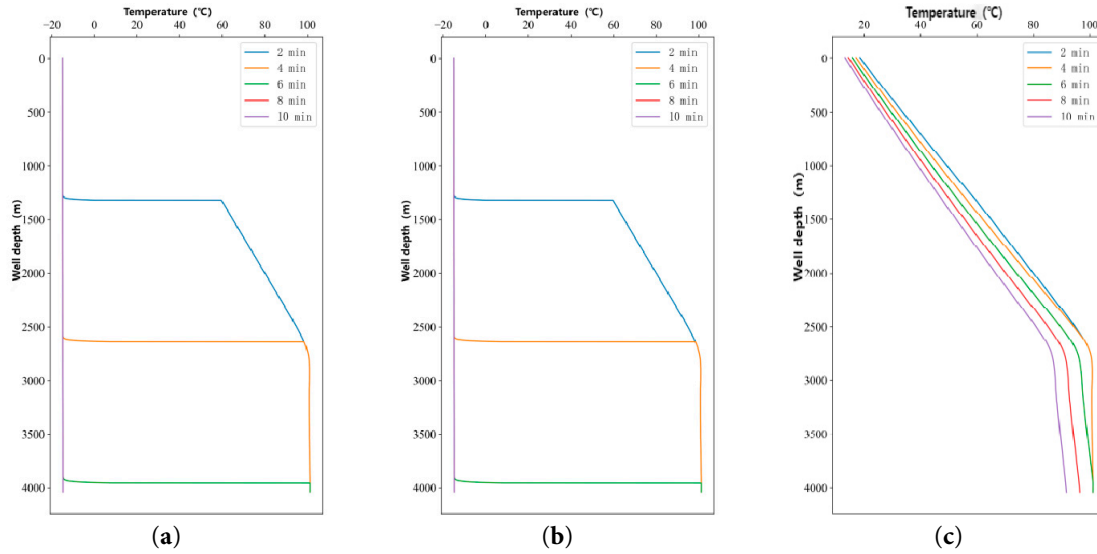 Temperature (℃)
−20 0 20 40 60 80 100
Well depth (m)
0
500
1000
1500
2000
2500
3000
3500
4000
2 min
4 min
6 min
8 min
10 min
(a)
Temperature (℃)
−20 0 20 40 60 80 100
Well depth (m)
0
500
1000
1500
2000
2500
3000
3500
4000
2 min
4 min
6 min
8 min
10 min
(b)
Temperature (℃)
20 40 60 80 100
Well depth (m)
0
500
1000
1500
2000
2500
3000
3500
4000
2 min
4 min
6 min
8 min
10 min
(c)